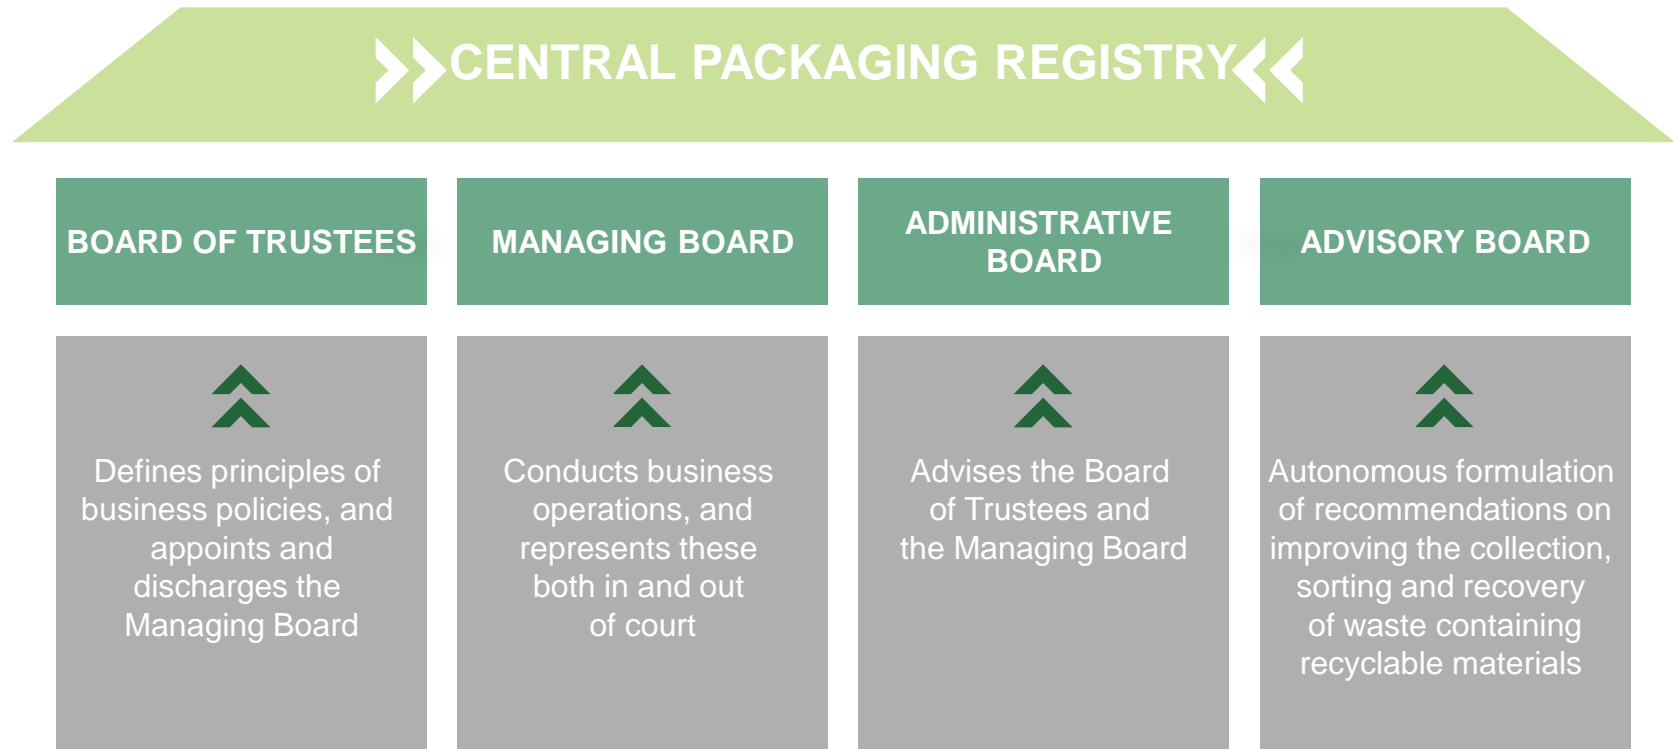 CENTRAL PACKAGING REGISTRY
BOARD OF TRUSTEES
MANAGING BOARD
ADMINISTRATIVE
BOARD
ADVISORY BOARD
Defines principles of
business policies, and
appoints and
discharges the
Managing Board
Conducts business
operations, and
represents these
both in and out
of court
Advises the Board
of Trustees and
the Managing Board
Autonomous formulation
of recommendations on
improving the collection,
sorting and recovery
of waste containing
recyclable materials